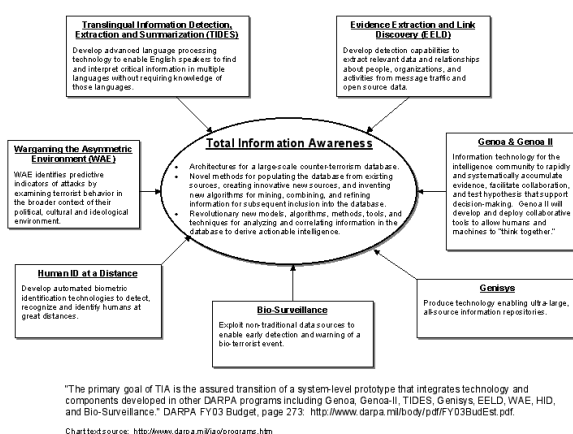 Translingual Information Detection,
Extraction and Summarization (TIDES)
Develop advanced language processing
technology to enable English speakers to find
and interpret critical information in multiple
languages without requiring knowledge of
those languages.
Evidence Extraction and Link
Discovery (EELD)
Develop detection capabilities to
extract relevant data and relationships
about people, organizations, and
activities from message traffic and
open source data.
Wargaming the Asymmetric
Environment (WAE)
WAE identifies predictive
indicators of attacks by
examining terrorist behavior in
the broader context of their
political, cultural and ideological
environment.
Total Information Awareness
• Architectures for a large-scale counter-terrorism database.
• Novel methods for populating the database from existing
sources, creating innovative new sources, and inventing
new algorithms for mining, combining, and refining
information for subsequent inclusion into the database.
• Revolutionary new models, algorithms, methods, tools, and
techniques for analyzing and correlating information in the
database to derive actionable intelligence.
Genoa & Genoa II
Information technology for the
intelligence community to rapidly
and systematically accumulate
evidence, facilitate collaboration,
and test hypothesis that support
decision-making. Genoa II will
develop and deploy collaborative
tools to allow humans and
machines to "think together."
Human ID at a Distance
Develop automated biometric
identification technologies to detect,
recognize and identify humans at
great distances.
Bio-Surveillance
Exploit non-traditional data sources to
enable early detection and warning of a
bio-terrorist event.
Genisys
Produce technology enabling ultra-large,
all-source information repositories.
"The primary goal of TIA is the assured transition of a system-level prototype that integrates technology and
components developed in other DARPA programs including Genoa, Genoa-II, TIDES, Genisys, EELD, WAE, HID,
and Bio-Surveillance." DARPA FY03 Budget, page 273: http://www.darpa.mil/body/pdf/FY03BudEst.pdf.
Chart text source: http://www.darpa.mil/iao/programs.htm